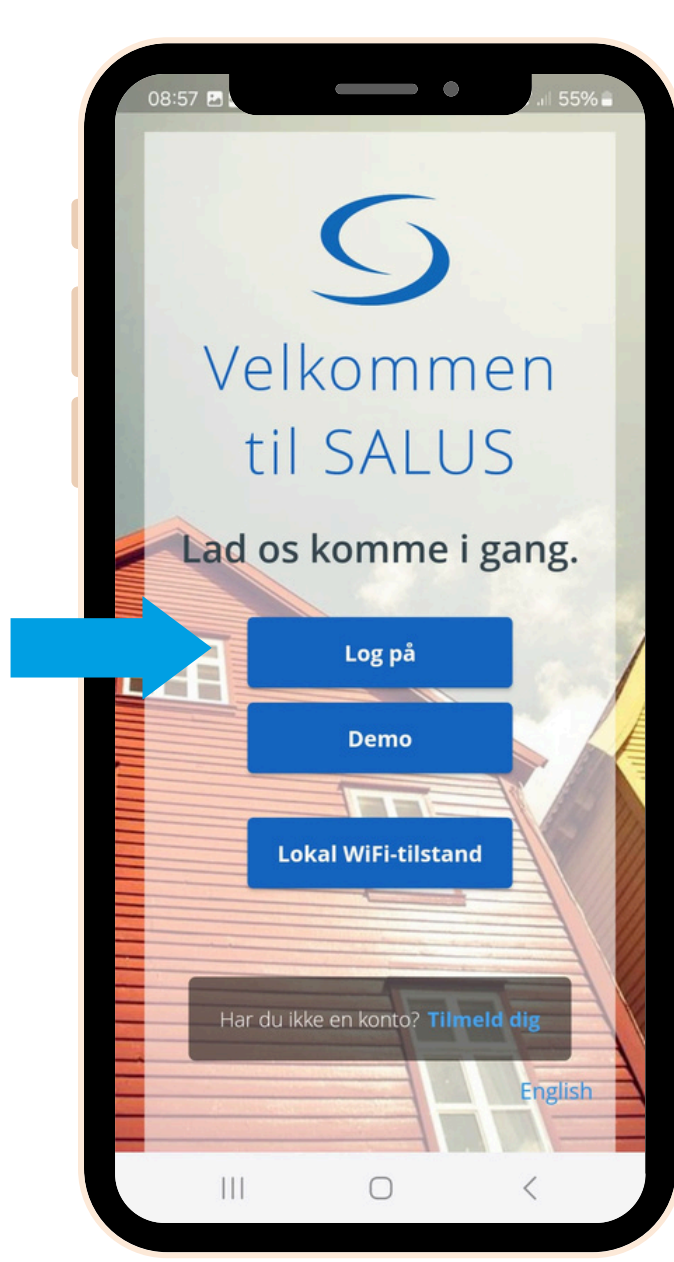 08:57
55%
Velkommen
til SALUS
Lad os komme i gang.
Log på
Demo
Lokal WiFi-tilstand
Har du ikke en konto? Tilmeld dig
English